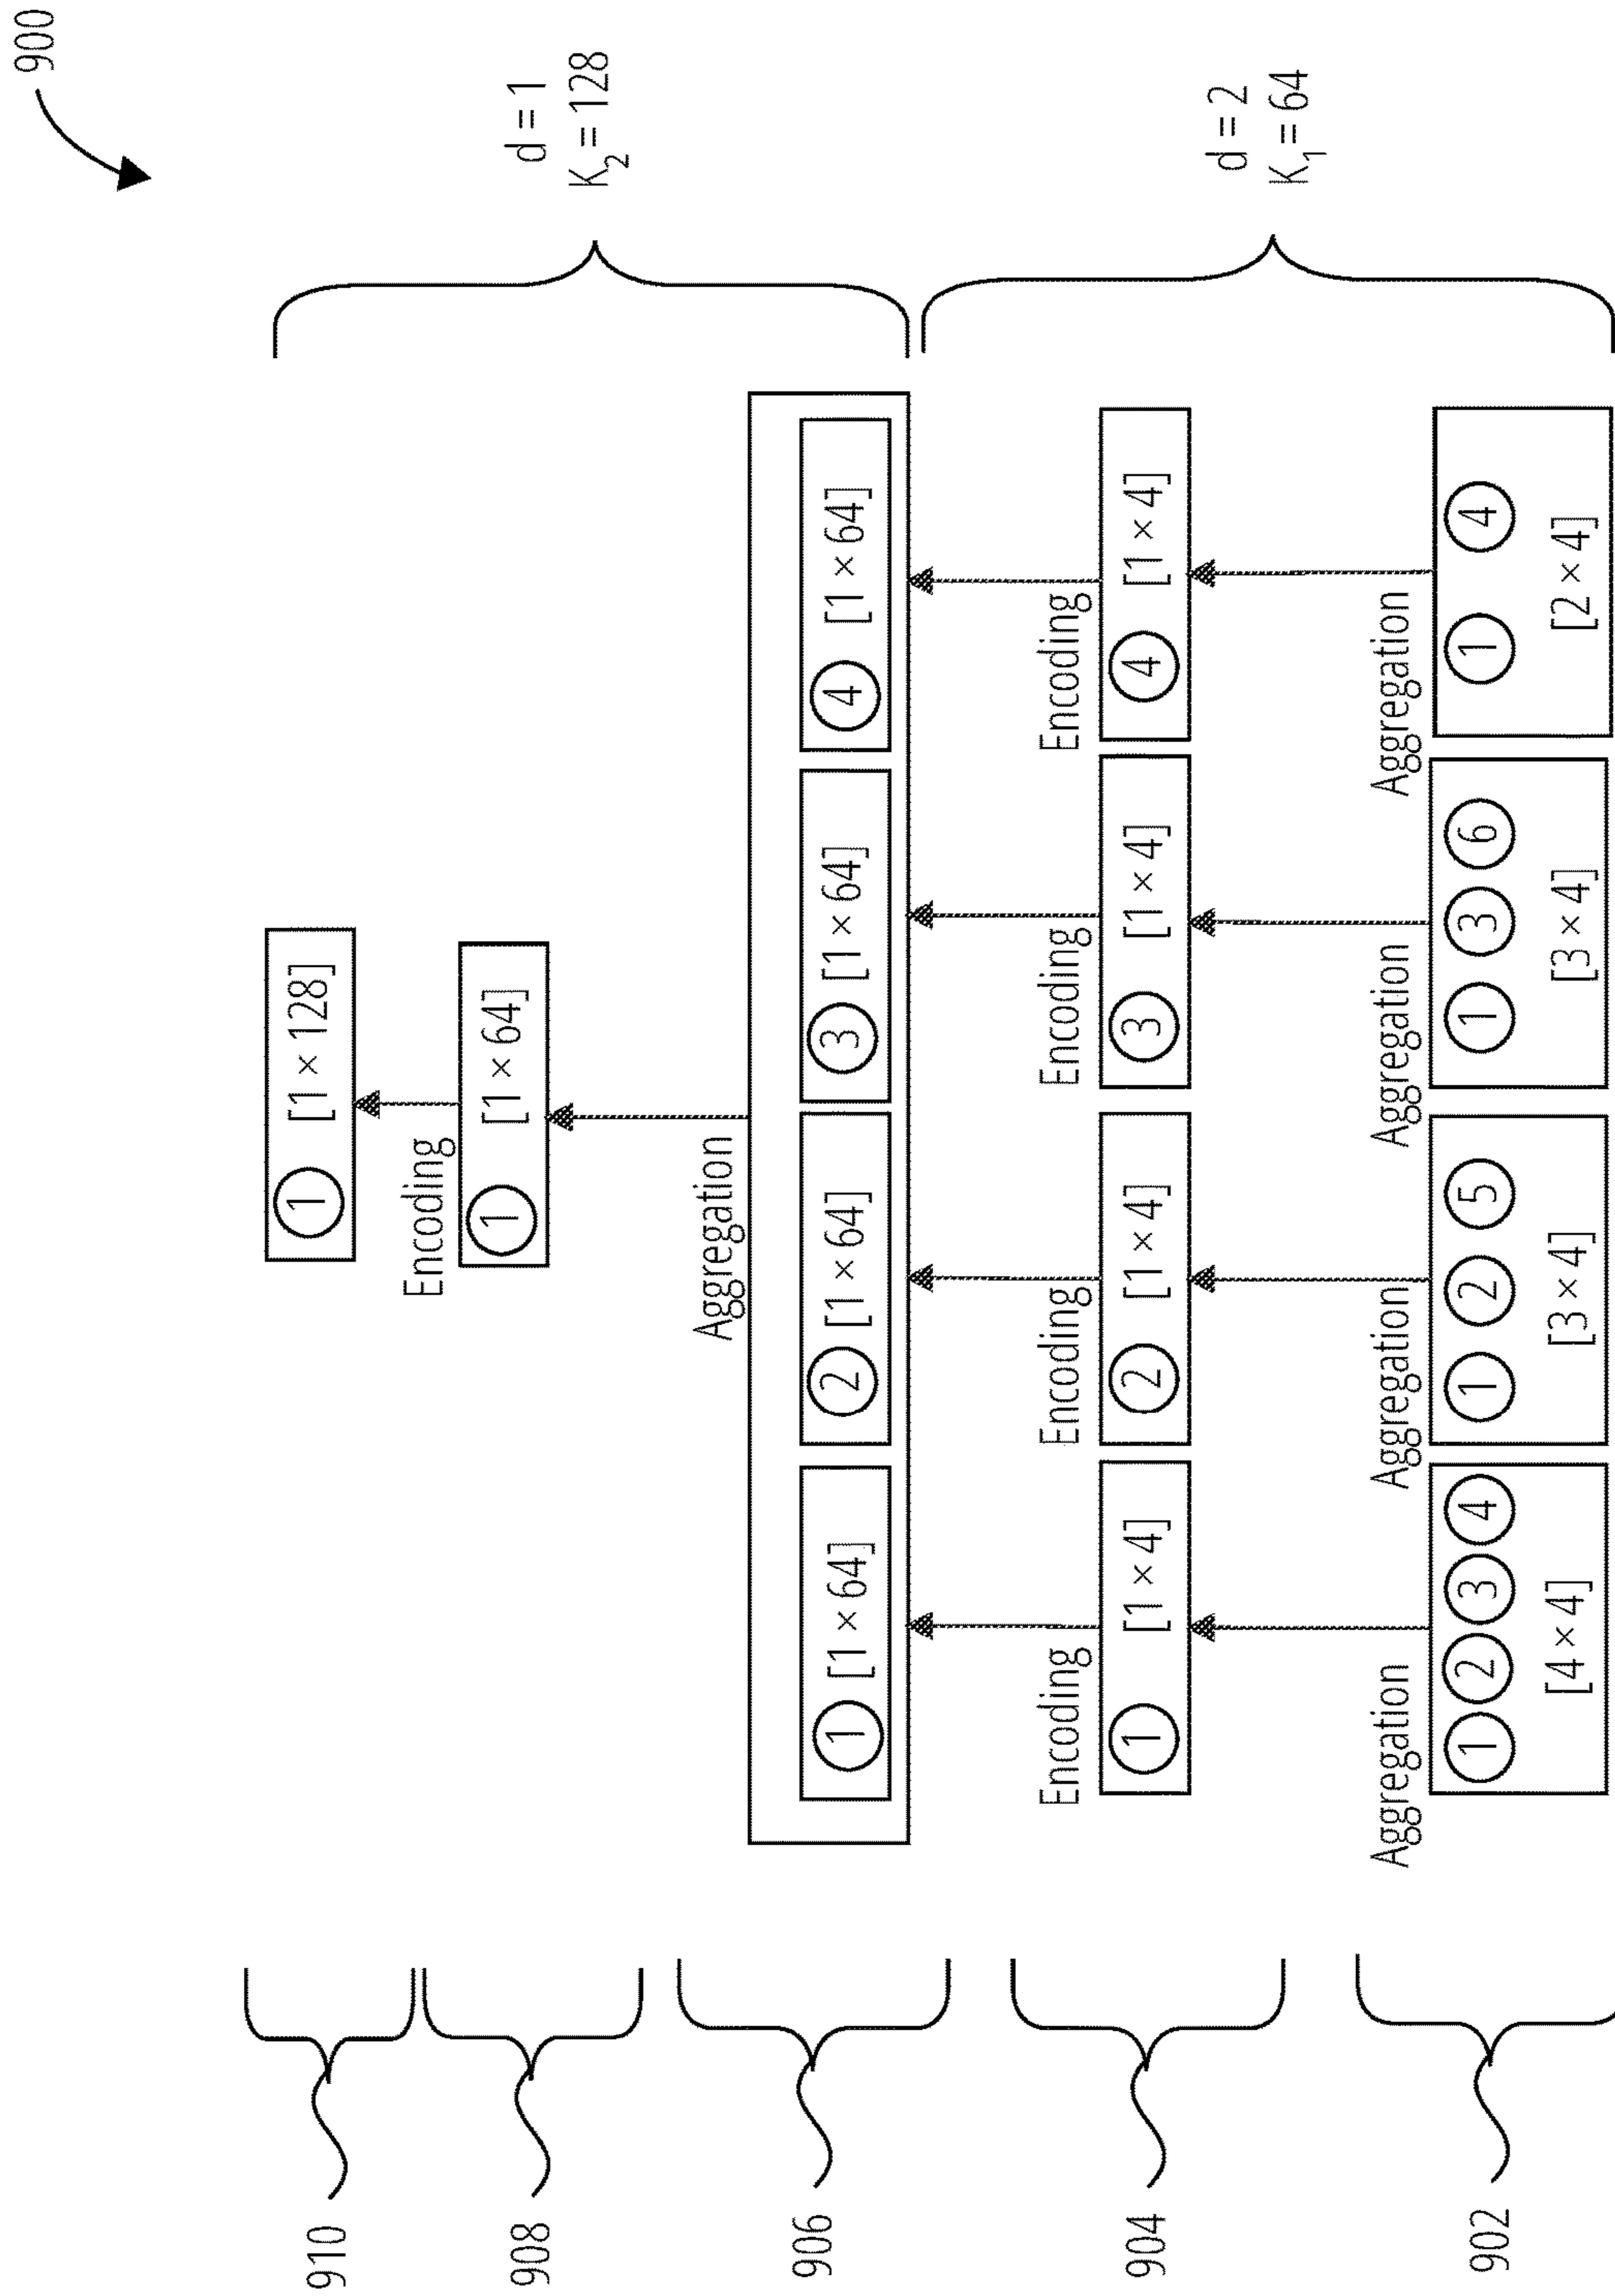 900
910
① [1 × 128]
Encoding
d = 1
K₂ = 128
908
① [1 × 64]
Aggregation
906
① [1 × 64]
② [1 × 64]
③ [1 × 64]
④ [1 × 64]
Encoding
Encoding
Encoding
Encoding
904
① [1 × 4]
② [1 × 4]
③ [1 × 4]
④ [1 × 4]
d = 2
K₁ = 64
Aggregation
Aggregation
Aggregation
Aggregation
902
① ② ③ ④
[4 × 4]
① ② ⑤
[3 × 4]
① ③ ⑥
[3 × 4]
① ④
[2 × 4]